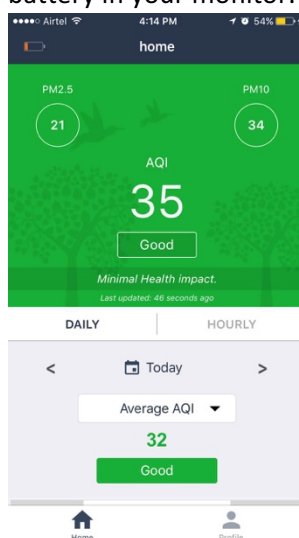 battery in your monitor.
Airtel 4:14 PM 54%
home
PM2.5 PM10
21 34
AQI
35
Good
Minimal Health impact.
Last updated: 46 seconds ago
DAILY HOURLY
< Today >
Average AQI
32
Good
Home Profile